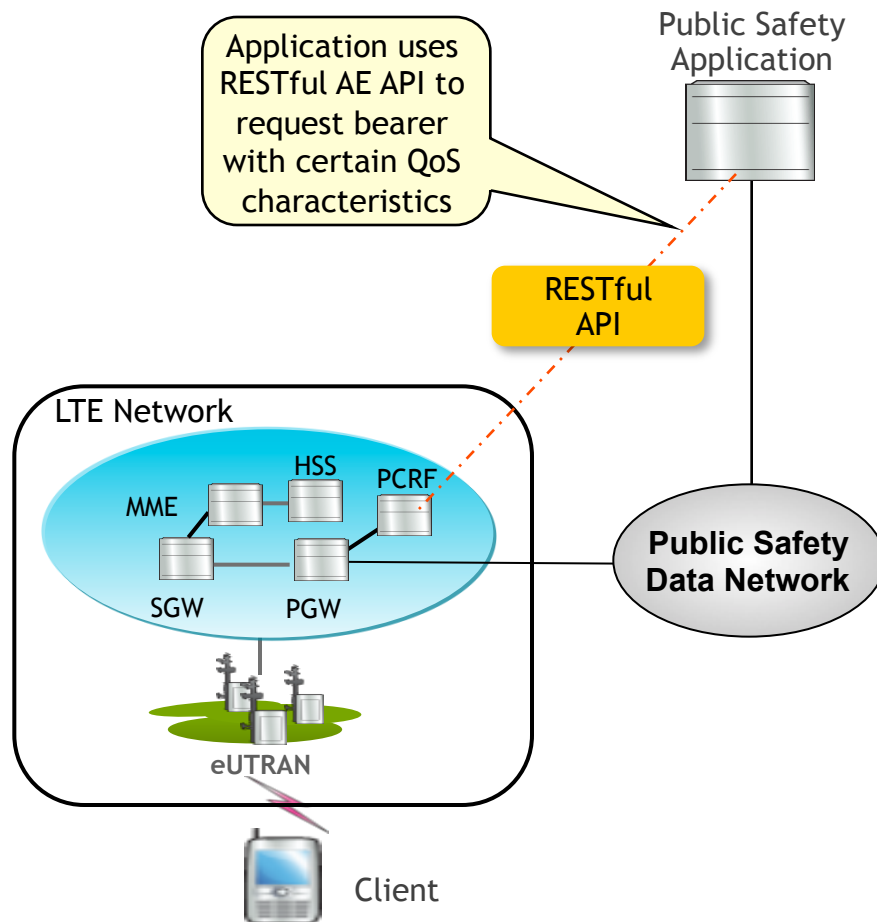 Public Safety
Application
Application uses
RESTful AE API to
request bearer
with certain QoS
characteristics
RESTful
API
LTE Network
HSS
PCRF
MME
SGW
PGW
Public Safety
Data Network
eUTRAN
Client